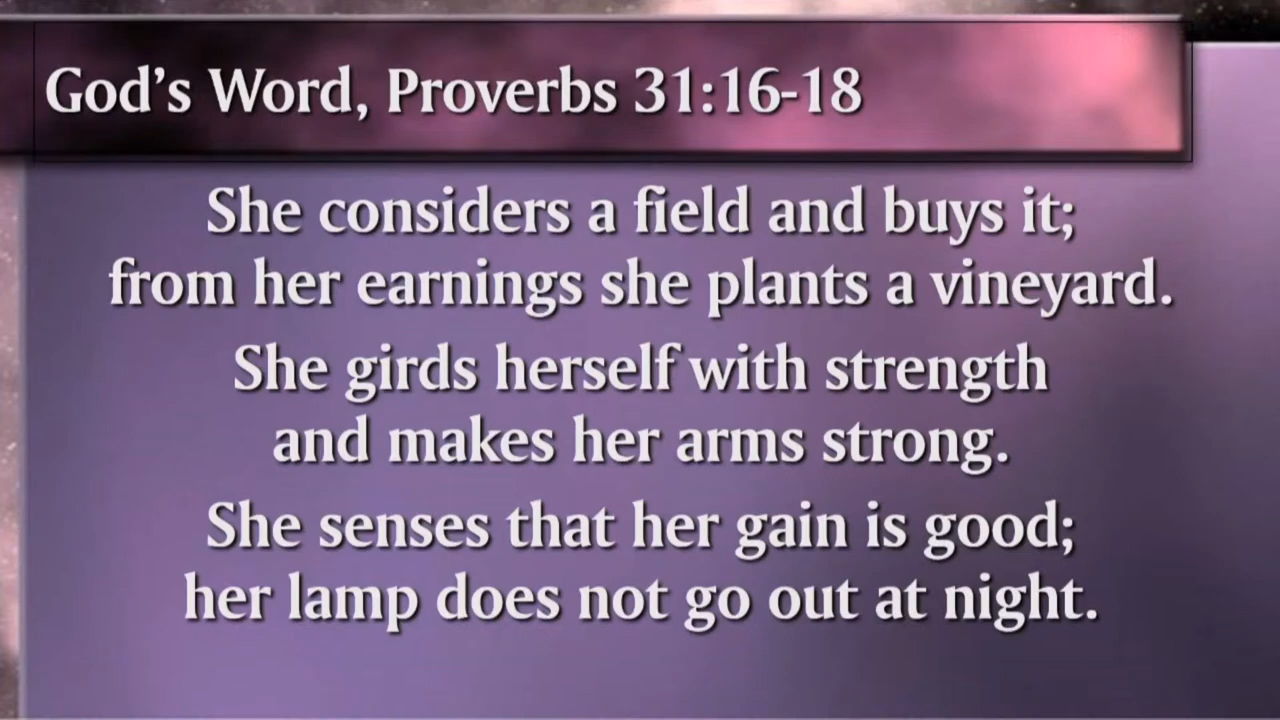 God’s Word, Proverbs 31:16-18
She considers a field and buys it;
from her earnings she plants a vineyard.
She girds herself with strength
and makes her arms strong.
She senses that her gain is good;
her lamp does not go out at night.